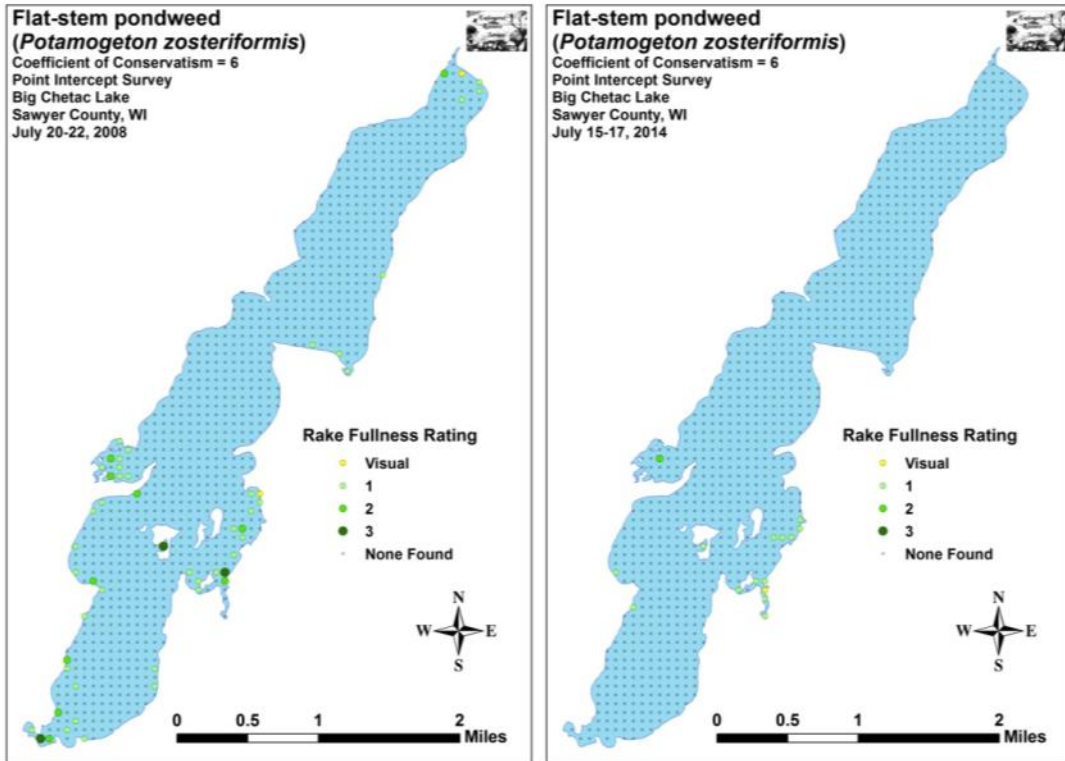 Flat-stem pondweed
(Potamogeton zosteriformis)
Coefficient of Conservatism = 6
Point Intercept Survey
Big Chetac Lake
Sawyer County, WI
July 20-22, 2008
Rake Fullness Rating
Visual
1
2
3
None Found
N
W E
S
0 0.5 1 2
Miles
Flat-stem pondweed
(Potamogeton zosteriformis)
Coefficient of Conservatism = 6
Point Intercept Survey
Big Chetac Lake
Sawyer County, WI
July 15-17, 2014
Rake Fullness Rating
Visual
1
2
3
None Found
N
W E
S
0 0.5 1 2
Miles